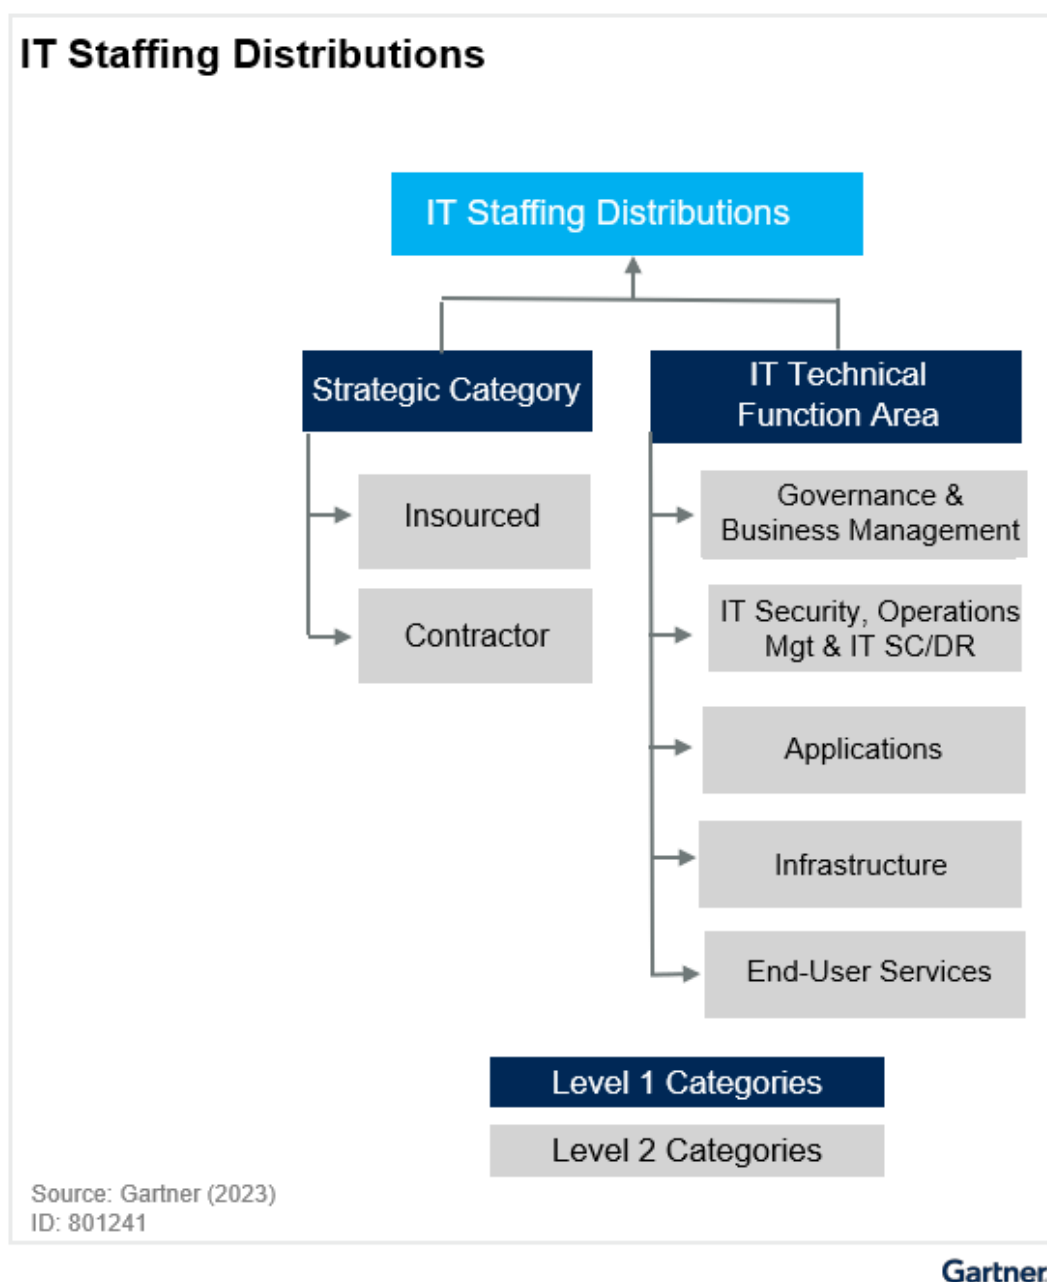 IT Staffing Distributions
IT Staffing Distributions
Strategic Category
IT Technical
Function Area
Insourced
Contractor
Governance &
Business Management
IT Security, Operations
Mgt & IT SC/DR
Applications
Infrastructure
End-User Services
Level 1 Categories
Level 2 Categories
Source: Gartner (2023)
ID: 801241
Gartner